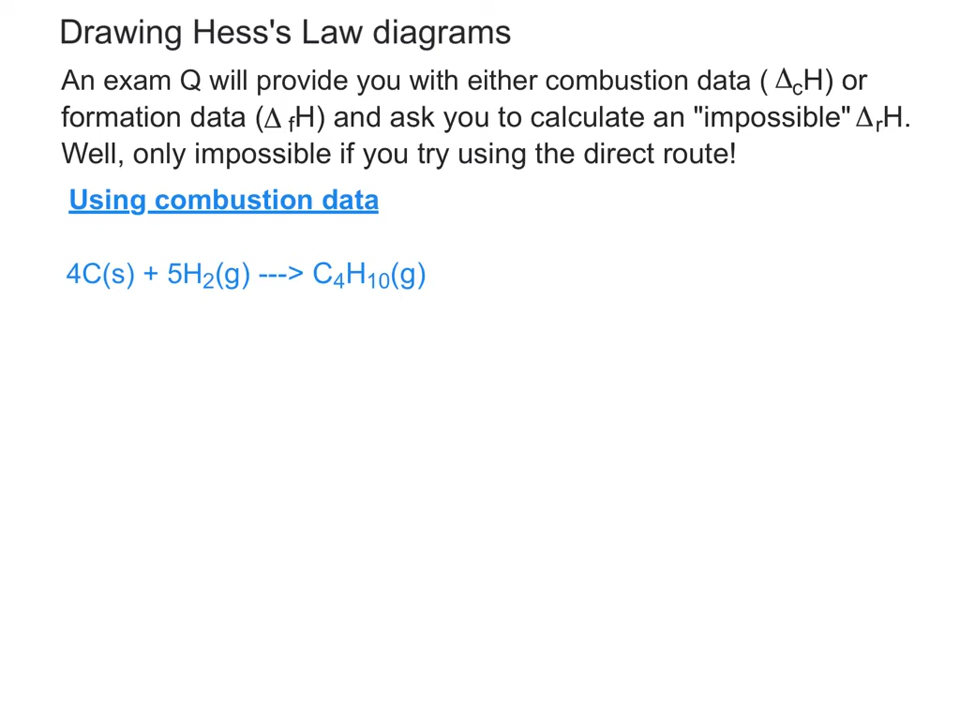 Drawing Hess's Law diagrams
An exam Q will provide you with either combustion data ( ΔcH) or
formation data (Δ fH) and ask you to calculate an "impossible" ΔrH.
Well, only impossible if you try using the direct route!
Using combustion data
4C(s) + 5H₂(g) ---> C₄H₁₀(g)